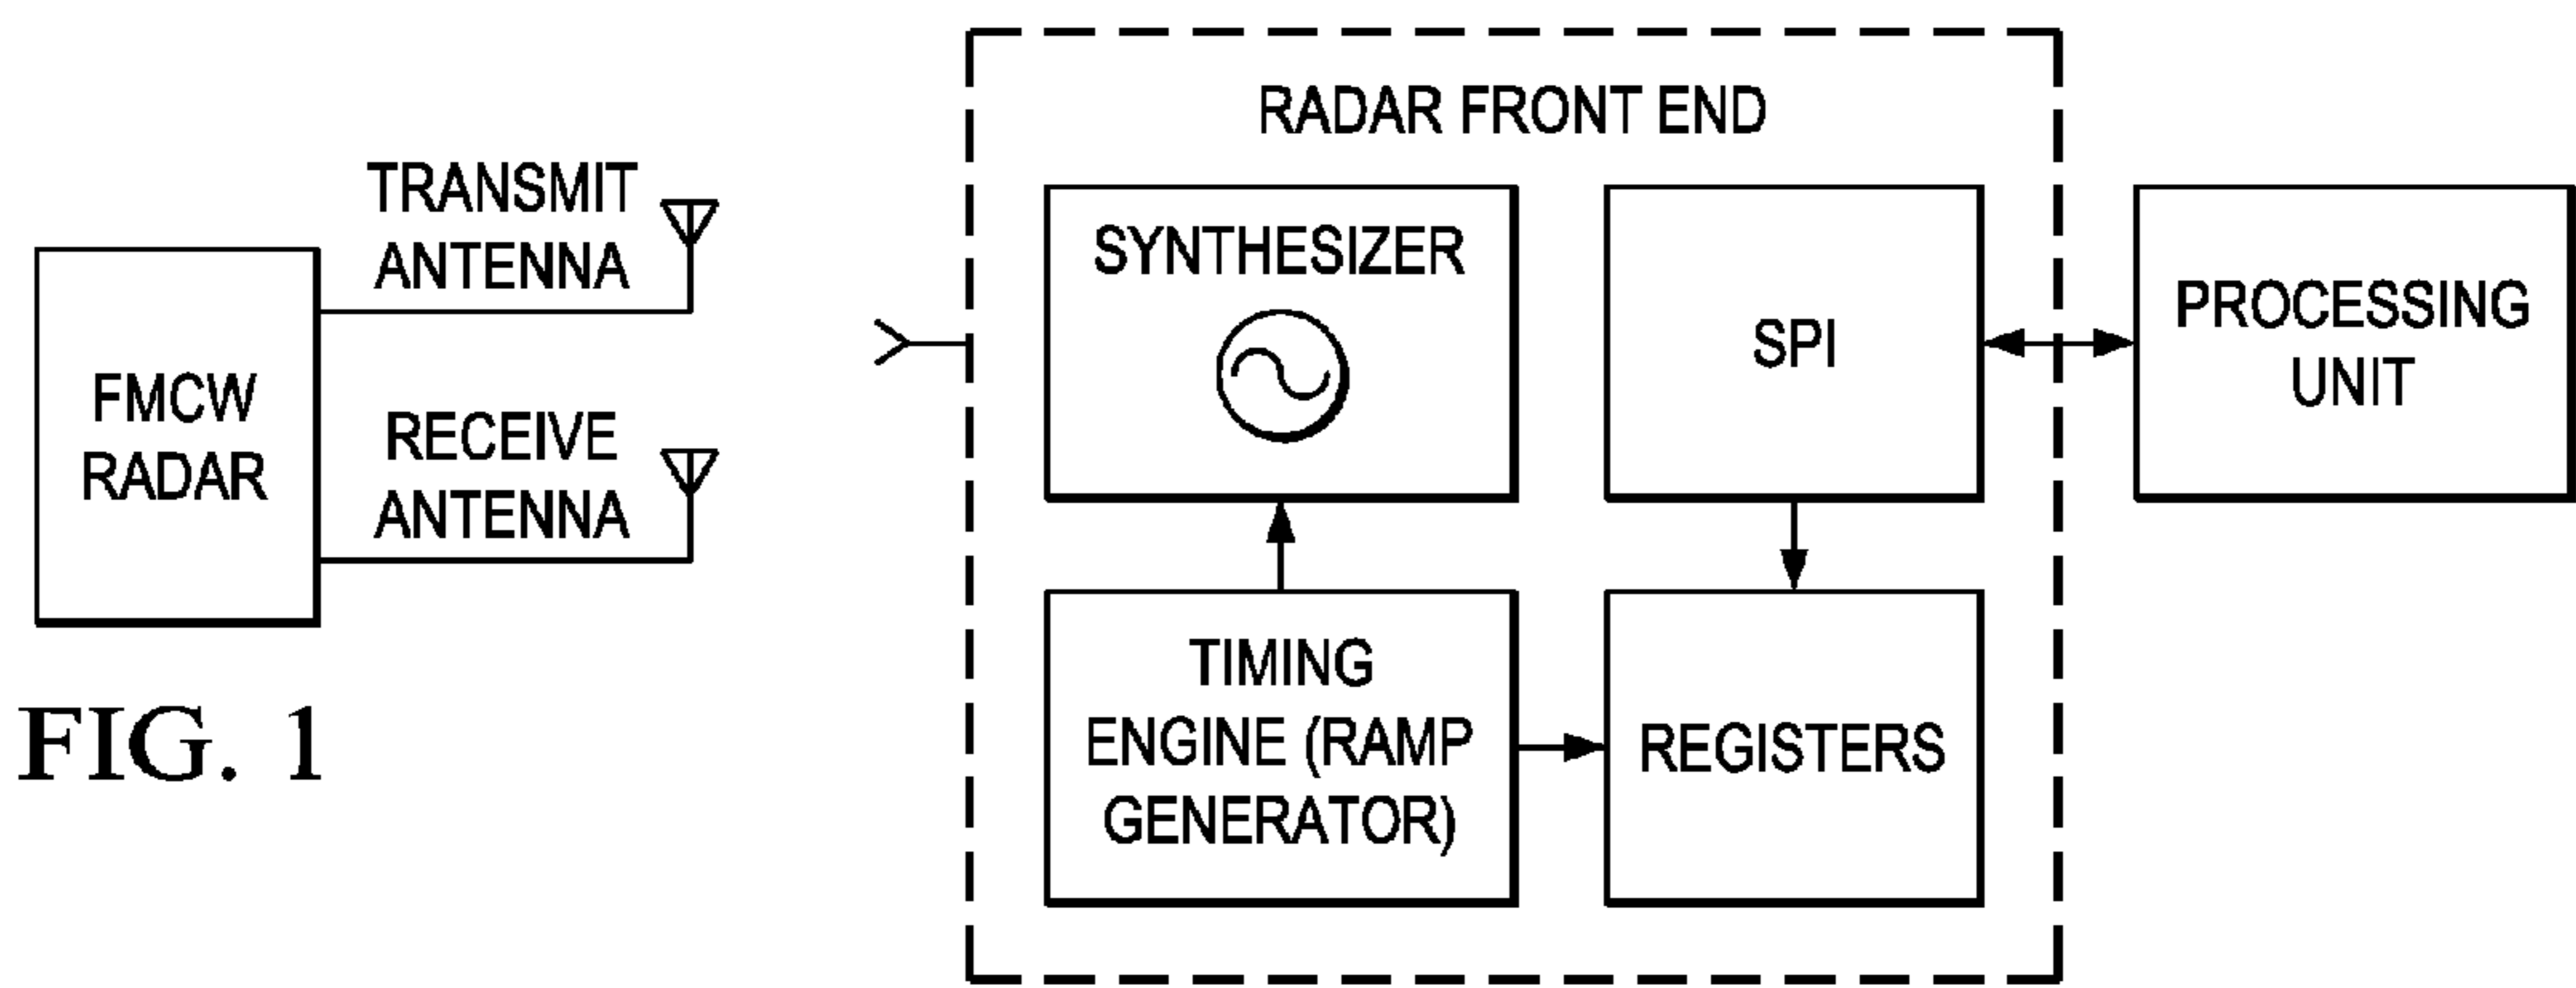 TRANSMIT
ANTENNA
FMCW
RADAR
RECEIVE
ANTENNA
FIG. 1
RADAR FRONT END
SYNTHESIZER
SPI
PROCESSING
UNIT
TIMING
ENGINE (RAMP
GENERATOR)
REGISTERS